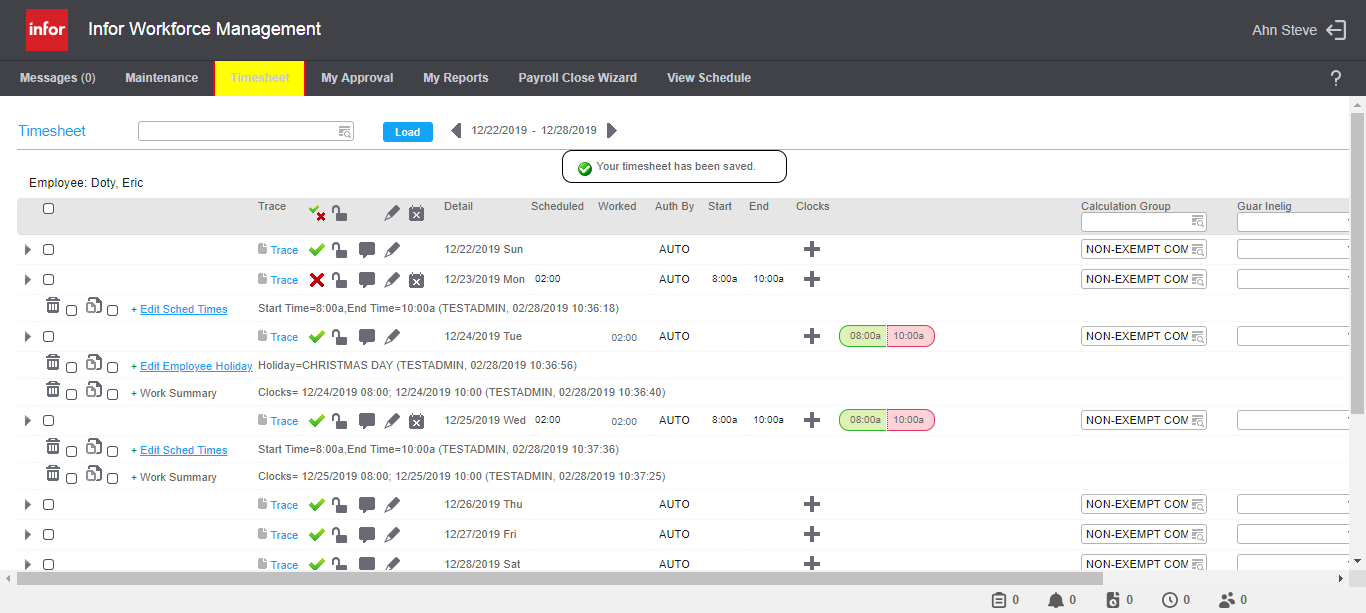 infor Infor Workforce Management Ahn Steve
Messages (0) Maintenance Timesheet My Approval My Reports Payroll Close Wizard View Schedule ?
Timesheet Load 12/22/2019 - 12/28/2019
Your timesheet has been saved.
Employee: Doty, Eric
Trace Detail Scheduled Worked Auth By Start End Clocks Calculation Group Guar Inelig
Trace 12/22/2019 Sun AUTO NON-EXEMPT COM
Trace 12/23/2019 Mon 02:00 AUTO 8:00a 10:00a NON-EXEMPT COM
+ Edit Sched Times Start Time=8:00a,End Time=10:00a (TESTADMIN, 02/28/2019 10:36:18)
Trace 12/24/2019 Tue 02:00 AUTO 08:00a 10:00a NON-EXEMPT COM
+ Edit Employee Holiday Holiday=CHRISTMAS DAY (TESTADMIN, 02/28/2019 10:36:56)
+ Work Summary Clocks= 12/24/2019 08:00; 12/24/2019 10:00 (TESTADMIN, 02/28/2019 10:36:40)
Trace 12/25/2019 Wed 02:00 02:00 AUTO 8:00a 10:00a 08:00a 10:00a NON-EXEMPT COM
+ Edit Sched Times Start Time=8:00a,End Time=10:00a (TESTADMIN, 02/28/2019 10:37:36)
+ Work Summary Clocks= 12/25/2019 08:00; 12/25/2019 10:00 (TESTADMIN, 02/28/2019 10:37:25)
Trace 12/26/2019 Thu AUTO NON-EXEMPT COM
Trace 12/27/2019 Fri AUTO NON-EXEMPT COM
Trace 12/28/2019 Sat AUTO NON-EXEMPT COM
0 0 0 0 0